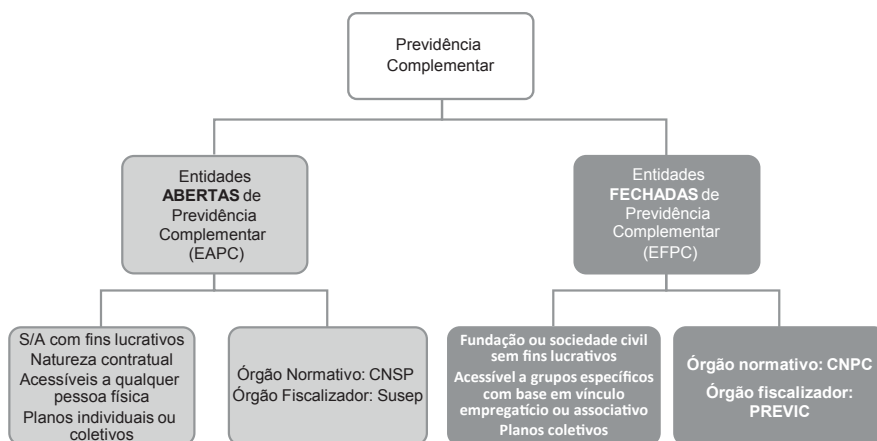 Previdência
Complementar
Entidades
ABERTAS de
Previdência
Complementar
(EAPC)
Entidades
FECHADAS de
Previdência
Complementar
(EFPC)
S/A com fins lucrativos
Natureza contratual
Acessíveis a qualquer
pessoa física
Planos individuais ou
coletivos
Órgão Normativo: CNSP
Órgão Fiscalizador: Susep
Fundação ou sociedade civil
sem fins lucrativos
Acessível a grupos específicos
com base em vínculo
empregatício ou associativo
Planos coletivos
Órgão normativo: CNPC
Órgão fiscalizador:
PREVIC